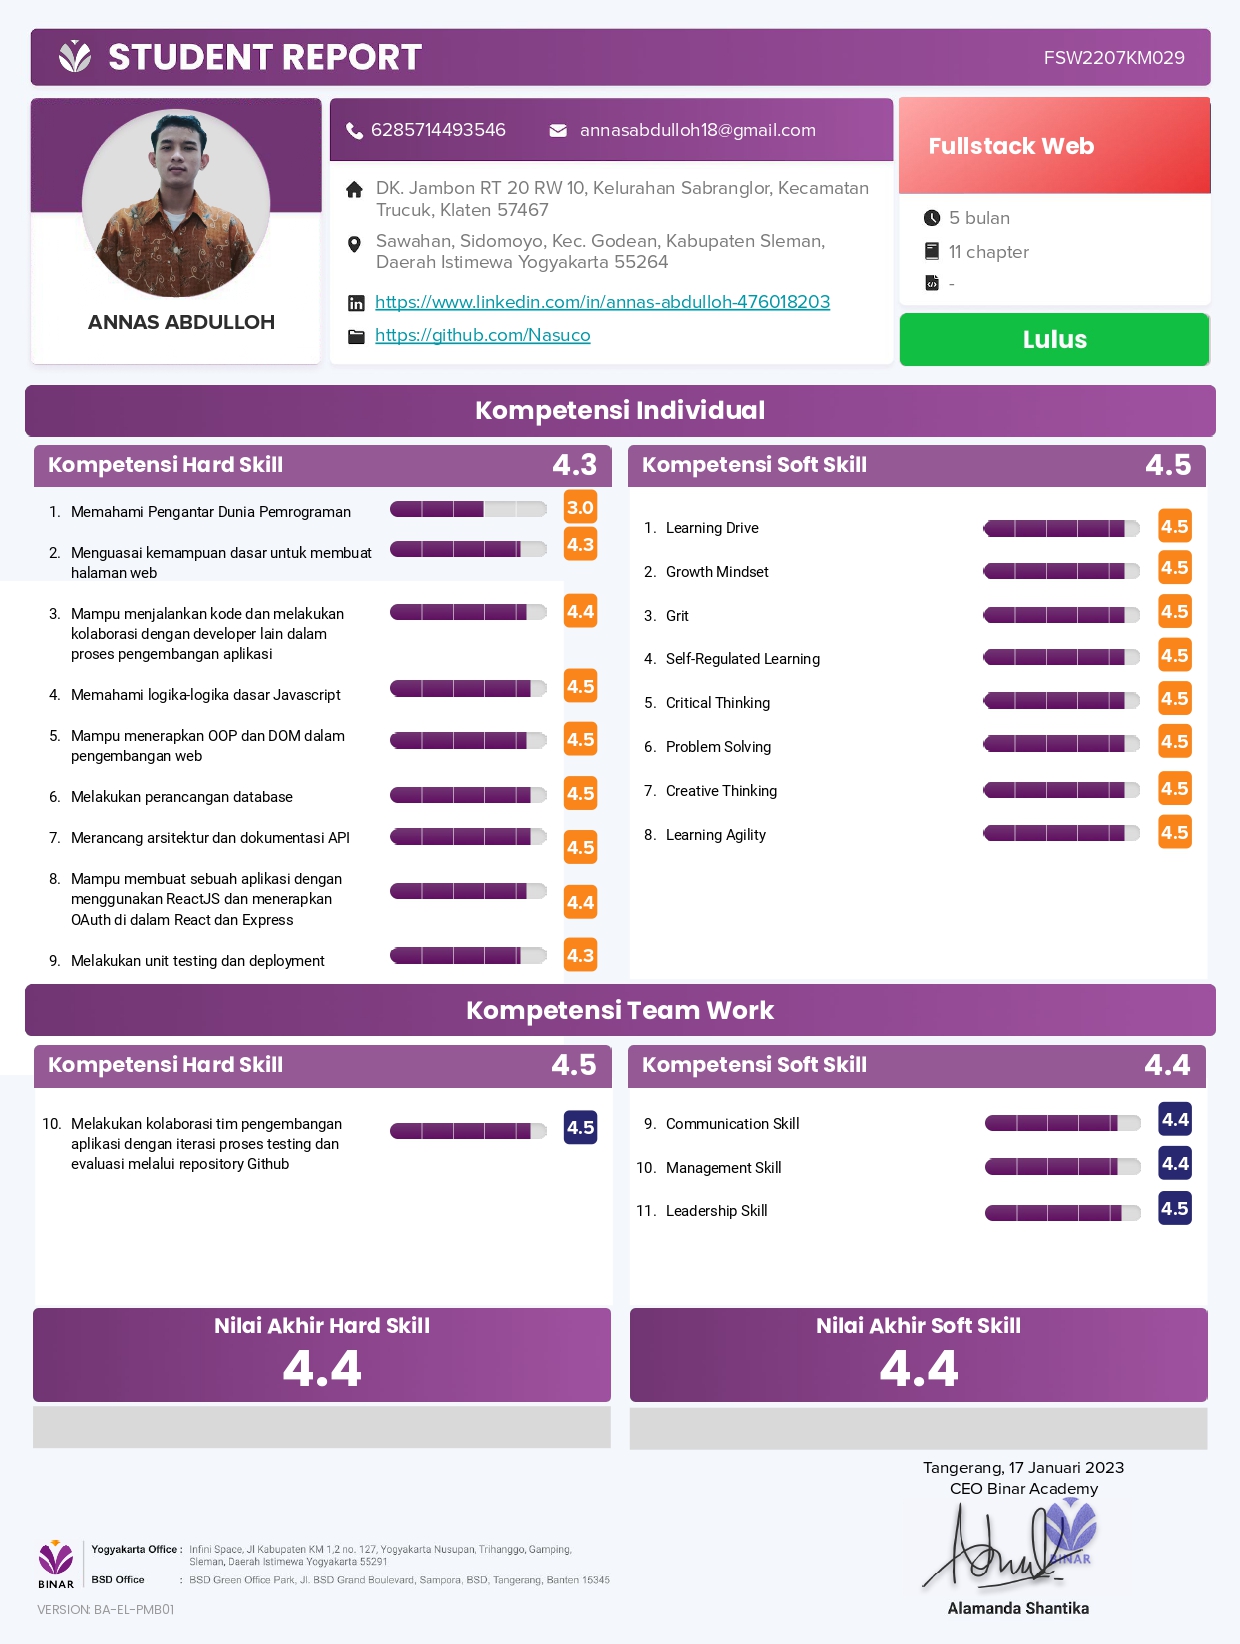 STUDENT REPORT
FSW2207KM029
ANNAS ABDULLOH
6285714493546
annasabdulloh18@gmail.com
DK. Jambon RT 20 RW 10, Kelurahan Sabranglor, Kecamatan
Trucuk, Klaten 57467
Sawahan, Sidomoyo, Kec. Godean, Kabupaten Sleman,
Daerah Istimewa Yogyakarta 55264
https://www.linkedin.com/in/annas-abdulloh-476018203
https://github.com/Nasuco
Fullstack Web
5 bulan
11 chapter
-
Lulus
Kompetensi Individual
Kompetensi Hard Skill 4.3
1. Memahami Pengantar Dunia Pemrograman 3.0
2. Menguasai kemampuan dasar untuk membuat 4.3
halaman web
3. Mampu menjalankan kode dan melakukan 4.4
kolaborasi dengan developer lain dalam
proses pengembangan aplikasi
4. Memahami logika-logika dasar Javascript 4.5
5. Mampu menerapkan OOP dan DOM dalam 4.5
pengembangan web
6. Melakukan perancangan database 4.5
7. Merancang arsitektur dan dokumentasi API 4.5
8. Mampu membuat sebuah aplikasi dengan
menggunakan ReactJS dan menerapkan 4.4
OAuth di dalam React dan Express
9. Melakukan unit testing dan deployment 4.3
Kompetensi Soft Skill 4.5
1. Learning Drive 4.5
2. Growth Mindset 4.5
3. Grit 4.5
4. Self-Regulated Learning 4.5
5. Critical Thinking 4.5
6. Problem Solving 4.5
7. Creative Thinking 4.5
8. Learning Agility 4.5
Kompetensi Team Work
Kompetensi Hard Skill 4.5
10. Melakukan kolaborasi tim pengembangan 4.5
aplikasi dengan iterasi proses testing dan
evaluasi melalui repository Github
Kompetensi Soft Skill 4.4
9. Communication Skill 4.4
10. Management Skill 4.4
11. Leadership Skill 4.5
Nilai Akhir Hard Skill
4.4
Nilai Akhir Soft Skill
4.4
Tangerang, 17 Januari 2023
CEO Binar Academy
BINAR
Alamanda Shantika
BINAR
Yogyakarta Office : Infini Space, Jl Kabupaten KM 1,2 no. 127, Yogyakarta Nusupan, Trihanggo, Gamping,
Sleman, Daerah Istimewa Yogyakarta 55291
BSD Office : BSD Green Office Park, Jl. BSD Grand Boulevard, Sampora, BSD, Tangerang, Banten 15345
VERSION: BA-EL-PMB01